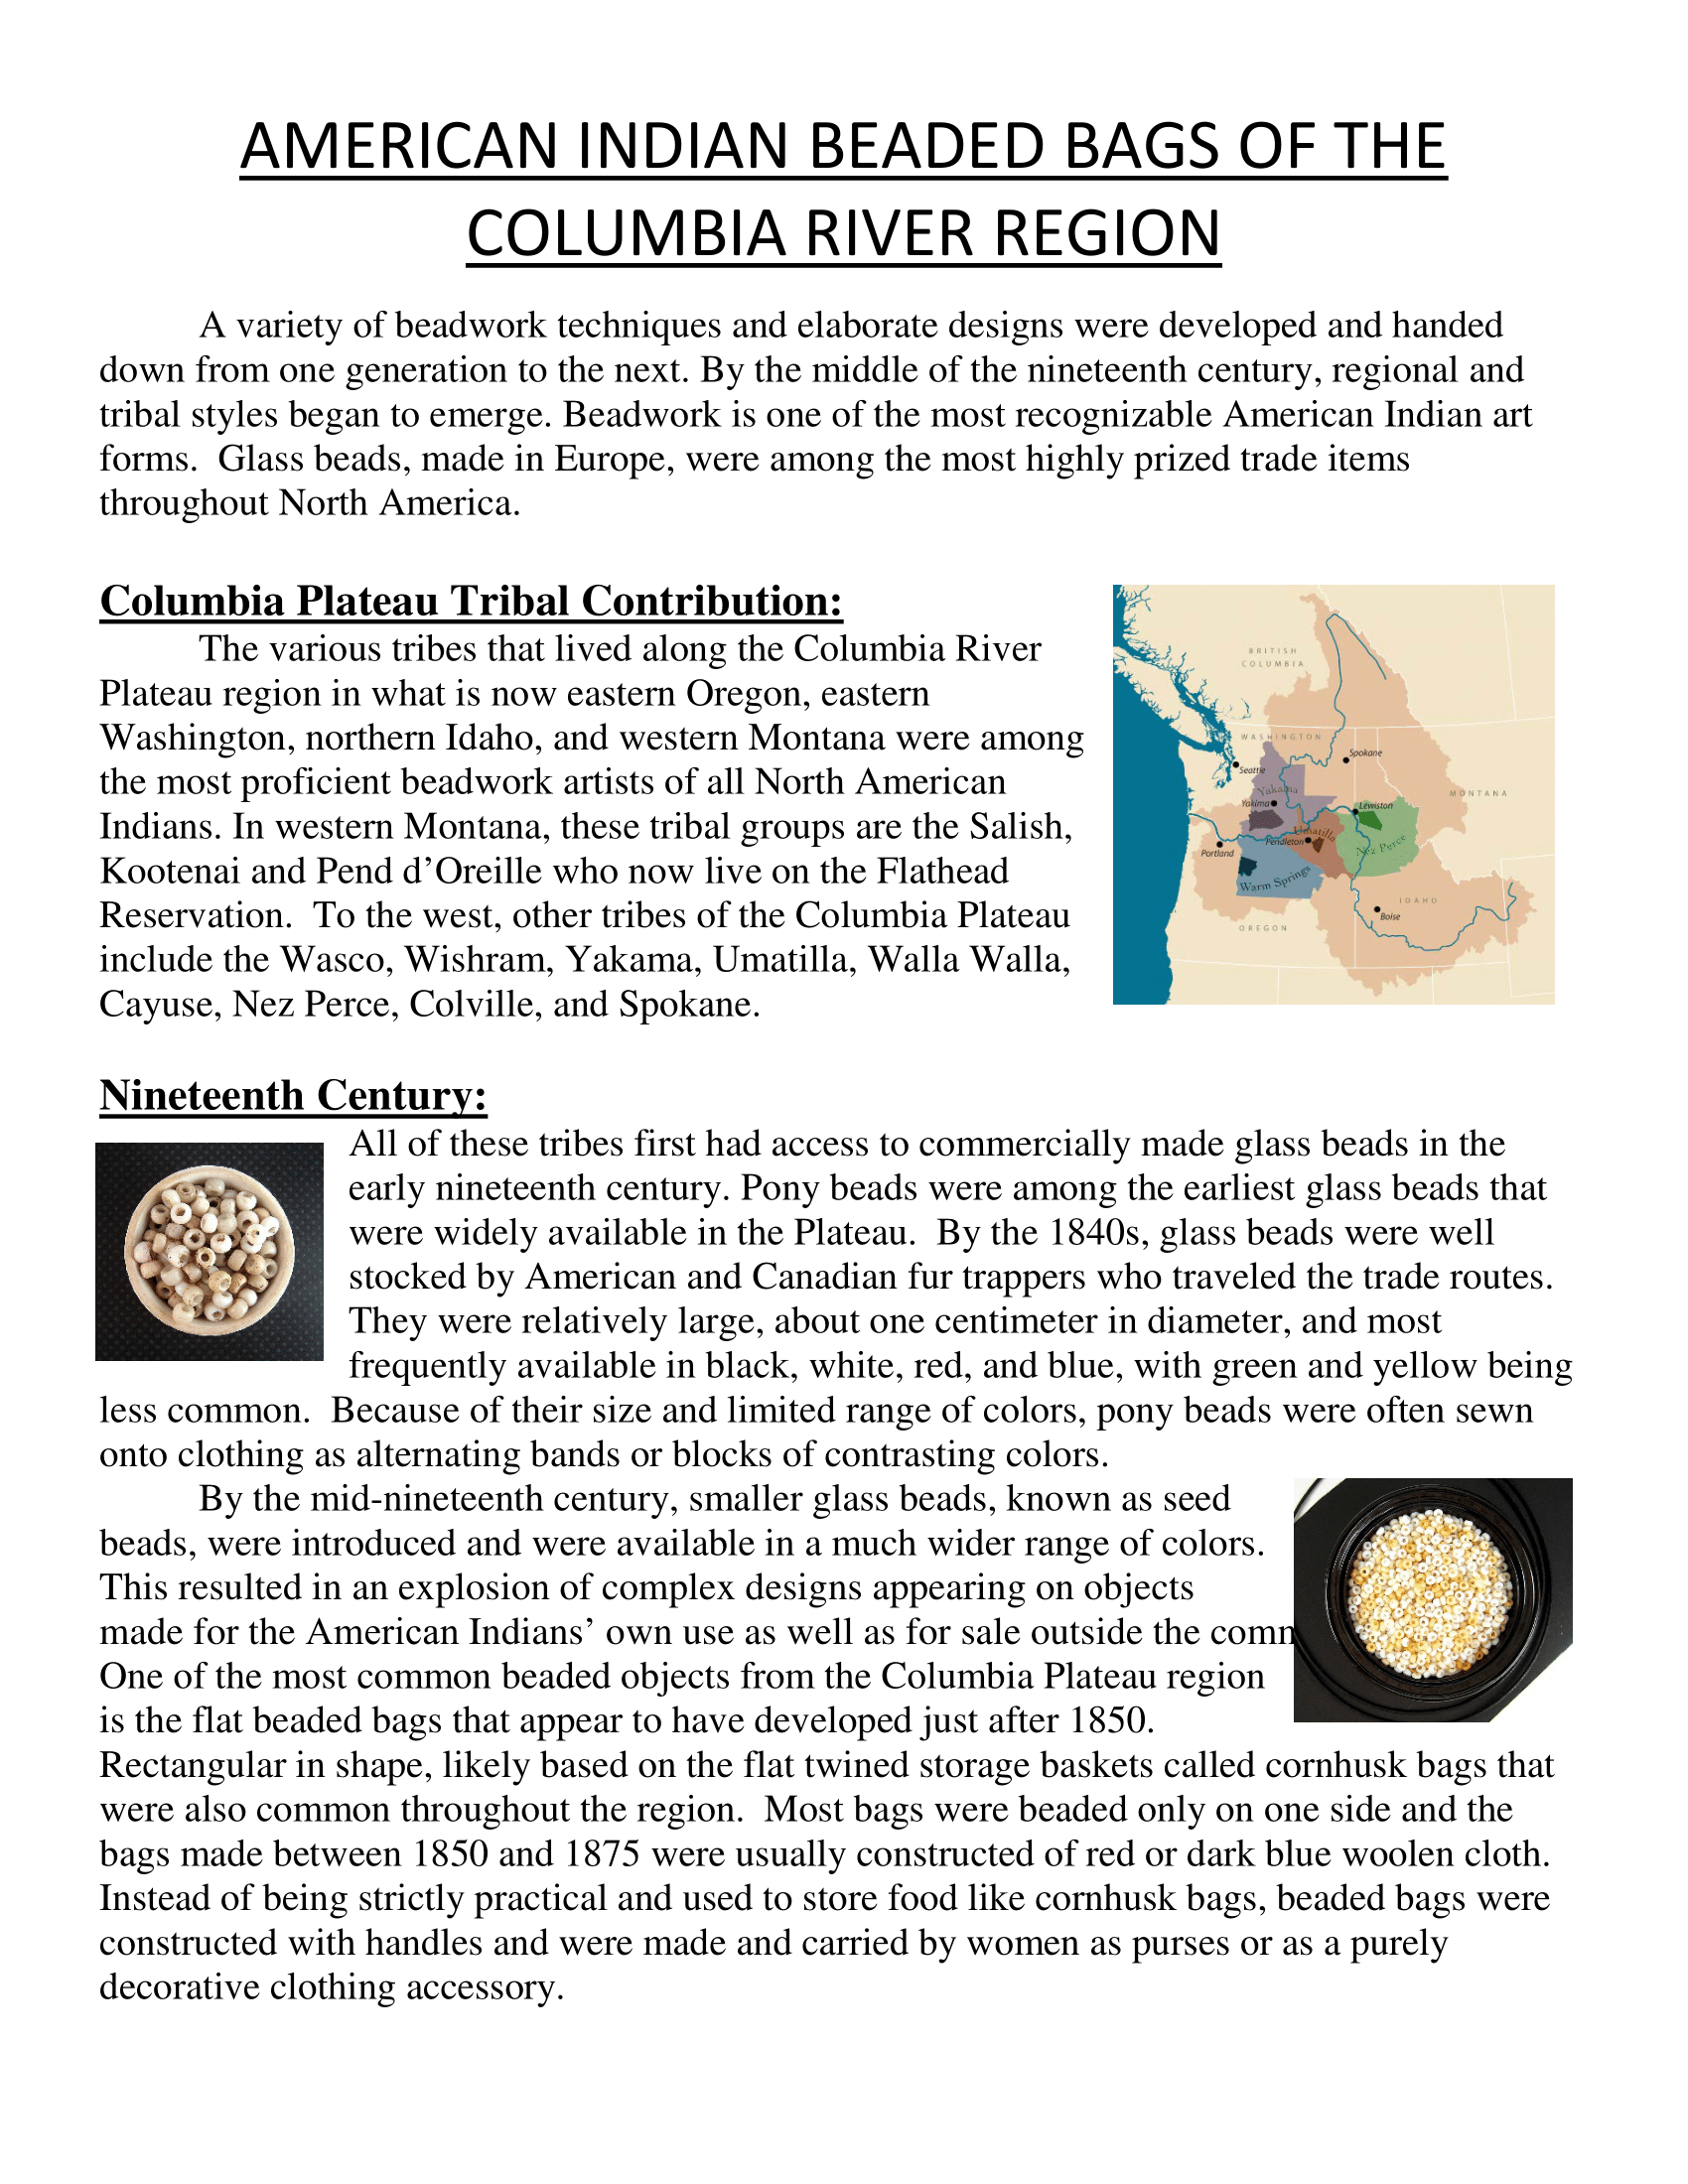 AMERICAN INDIAN BEADED BAGS OF THE
COLUMBIA RIVER REGION
A variety of beadwork techniques and elaborate designs were developed and handed
down from one generation to the next. By the middle of the nineteenth century, regional and
tribal styles began to emerge. Beadwork is one of the most recognizable American Indian art
forms.  Glass beads, made in Europe, were among the most highly prized trade items
throughout North America.
Columbia Plateau Tribal Contribution:
The various tribes that lived along the Columbia River
Plateau region in what is now eastern Oregon, eastern
Washington, northern Idaho, and western Montana were among
the most proficient beadwork artists of all North American
Indians. In western Montana, these tribal groups are the Salish,
Kootenai and Pend d’Oreille who now live on the Flathead
Reservation.  To the west, other tribes of the Columbia Plateau
include the Wasco, Wishram, Yakama, Umatilla, Walla Walla,
Cayuse, Nez Perce, Colville, and Spokane.
BRITISH
COLUMBIA
WASHINGTON
Spokane
Seattle
Yakama
MONTANA
Yakima
Lewiston
Umatilla
Pendleton
Portland
Nez Perce
Warm Springs
IDAHO
Boise
OREGON
Nineteenth Century:
All of these tribes first had access to commercially made glass beads in the
early nineteenth century. Pony beads were among the earliest glass beads that
were widely available in the Plateau.  By the 1840s, glass beads were well
stocked by American and Canadian fur trappers who traveled the trade routes.
They were relatively large, about one centimeter in diameter, and most
frequently available in black, white, red, and blue, with green and yellow being
less common.  Because of their size and limited range of colors, pony beads were often sewn
onto clothing as alternating bands or blocks of contrasting colors.
By the mid-nineteenth century, smaller glass beads, known as seed
beads, were introduced and were available in a much wider range of colors.
This resulted in an explosion of complex designs appearing on objects
made for the American Indians’ own use as well as for sale outside the comn
One of the most common beaded objects from the Columbia Plateau region
is the flat beaded bags that appear to have developed just after 1850.
Rectangular in shape, likely based on the flat twined storage baskets called cornhusk bags that
were also common throughout the region.  Most bags were beaded only on one side and the
bags made between 1850 and 1875 were usually constructed of red or dark blue woolen cloth.
Instead of being strictly practical and used to store food like cornhusk bags, beaded bags were
constructed with handles and were made and carried by women as purses or as a purely
decorative clothing accessory.